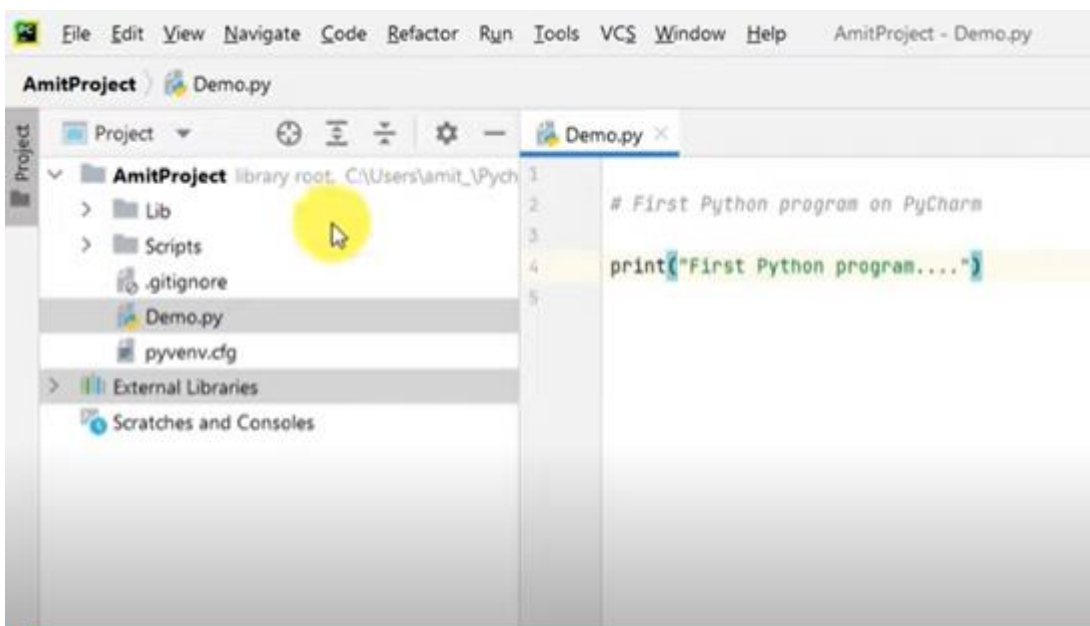 File Edit View Navigate Code Refactor Run Tools VCS Window Help AmitProject - Demo.py
AmitProject Demo.py
Project
Project
Demo.py
AmitProject library root, C:\Users\amit_\Pych
Lib
Scripts
.gitignore
Demo.py
pyvenv.cfg
External Libraries
Scratches and Consoles
1
2 # First Python program on PyCharm
3
4 print("First Python program....")
5